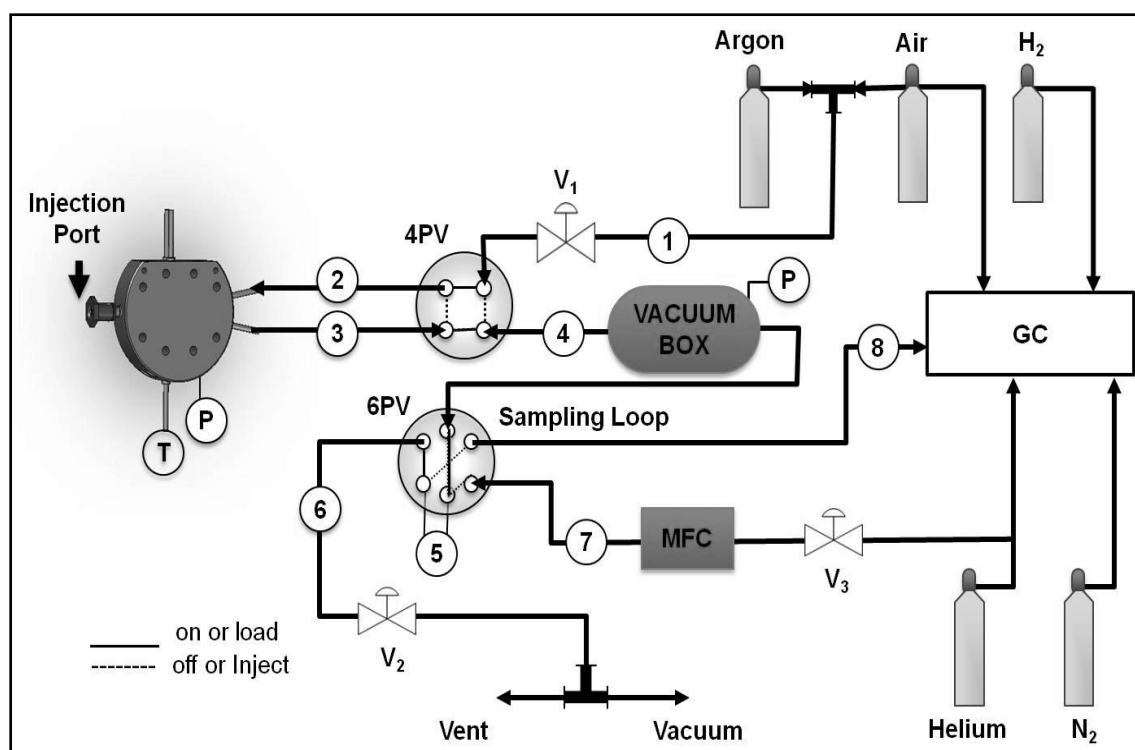 Argon
Air
H₂
Injection
Port
V₁
1
4PV
2
3
4
VACUUM
BOX
P
8
GC
P
T
6PV
Sampling Loop
6
5
7
MFC
V₃
on or load
off or Inject
V₂
Vent
Vacuum
Helium
N₂